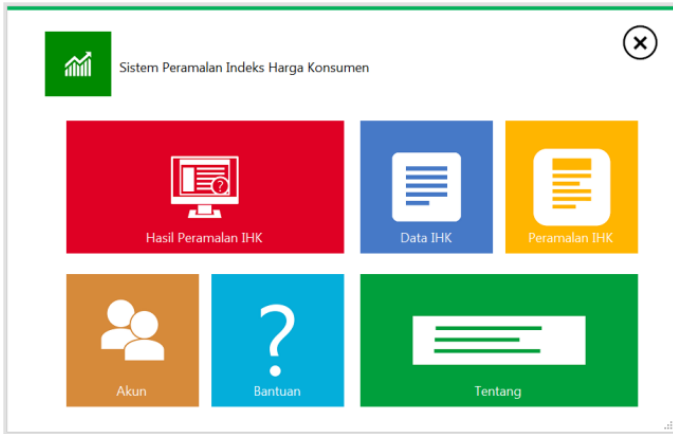 Sistem Peramalan Indeks Harga Konsumen
?
Hasil Peramalan IHK
Data IHK
Peramalan IHK
Akun
?
Bantuan
Tentang